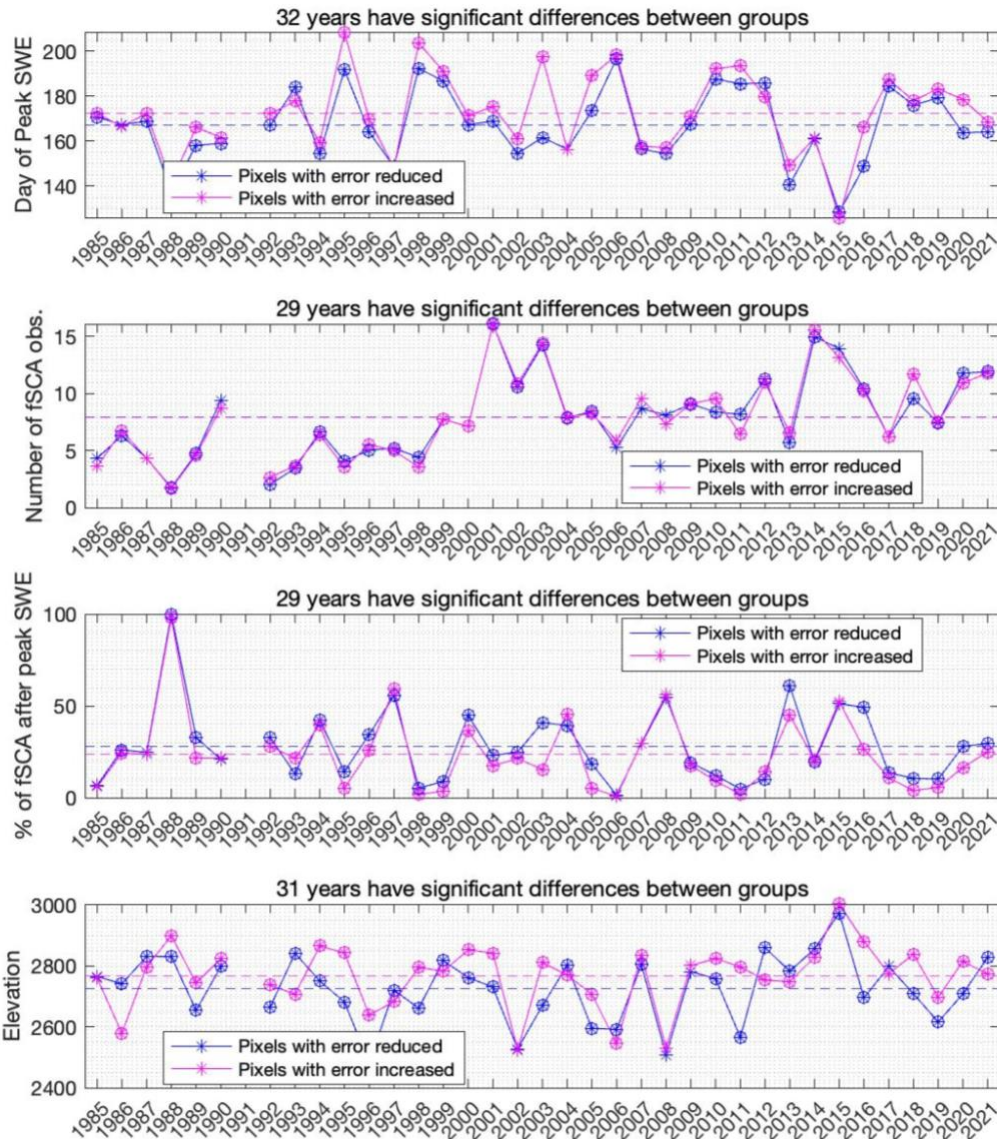 32 years have significant differences between groups
Day of Peak SWE
200
180
160
140
Pixels with error reduced
Pixels with error increased
1985 1986 1987 1988 1989 1990 1991 1992 1993 1994 1995 1996 1997 1998 1999 2000 2001 2002 2003 2004 2005 2006 2007 2008 2009 2010 2011 2012 2013 2014 2015 2016 2017 2018 2019 2020 2021
29 years have significant differences between groups
Number of fSCA obs.
15
10
5
0
Pixels with error reduced
Pixels with error increased
1985 1986 1987 1988 1989 1990 1991 1992 1993 1994 1995 1996 1997 1998 1999 2000 2001 2002 2003 2004 2005 2006 2007 2008 2009 2010 2011 2012 2013 2014 2015 2016 2017 2018 2019 2020 2021
29 years have significant differences between groups
% of fSCA after peak SWE
100
50
0
Pixels with error reduced
Pixels with error increased
1985 1986 1987 1988 1989 1990 1991 1992 1993 1994 1995 1996 1997 1998 1999 2000 2001 2002 2003 2004 2005 2006 2007 2008 2009 2010 2011 2012 2013 2014 2015 2016 2017 2018 2019 2020 2021
31 years have significant differences between groups
Elevation
3000
2800
2600
2400
Pixels with error reduced
Pixels with error increased
1985 1986 1987 1988 1989 1990 1991 1992 1993 1994 1995 1996 1997 1998 1999 2000 2001 2002 2003 2004 2005 2006 2007 2008 2009 2010 2011 2012 2013 2014 2015 2016 2017 2018 2019 2020 2021